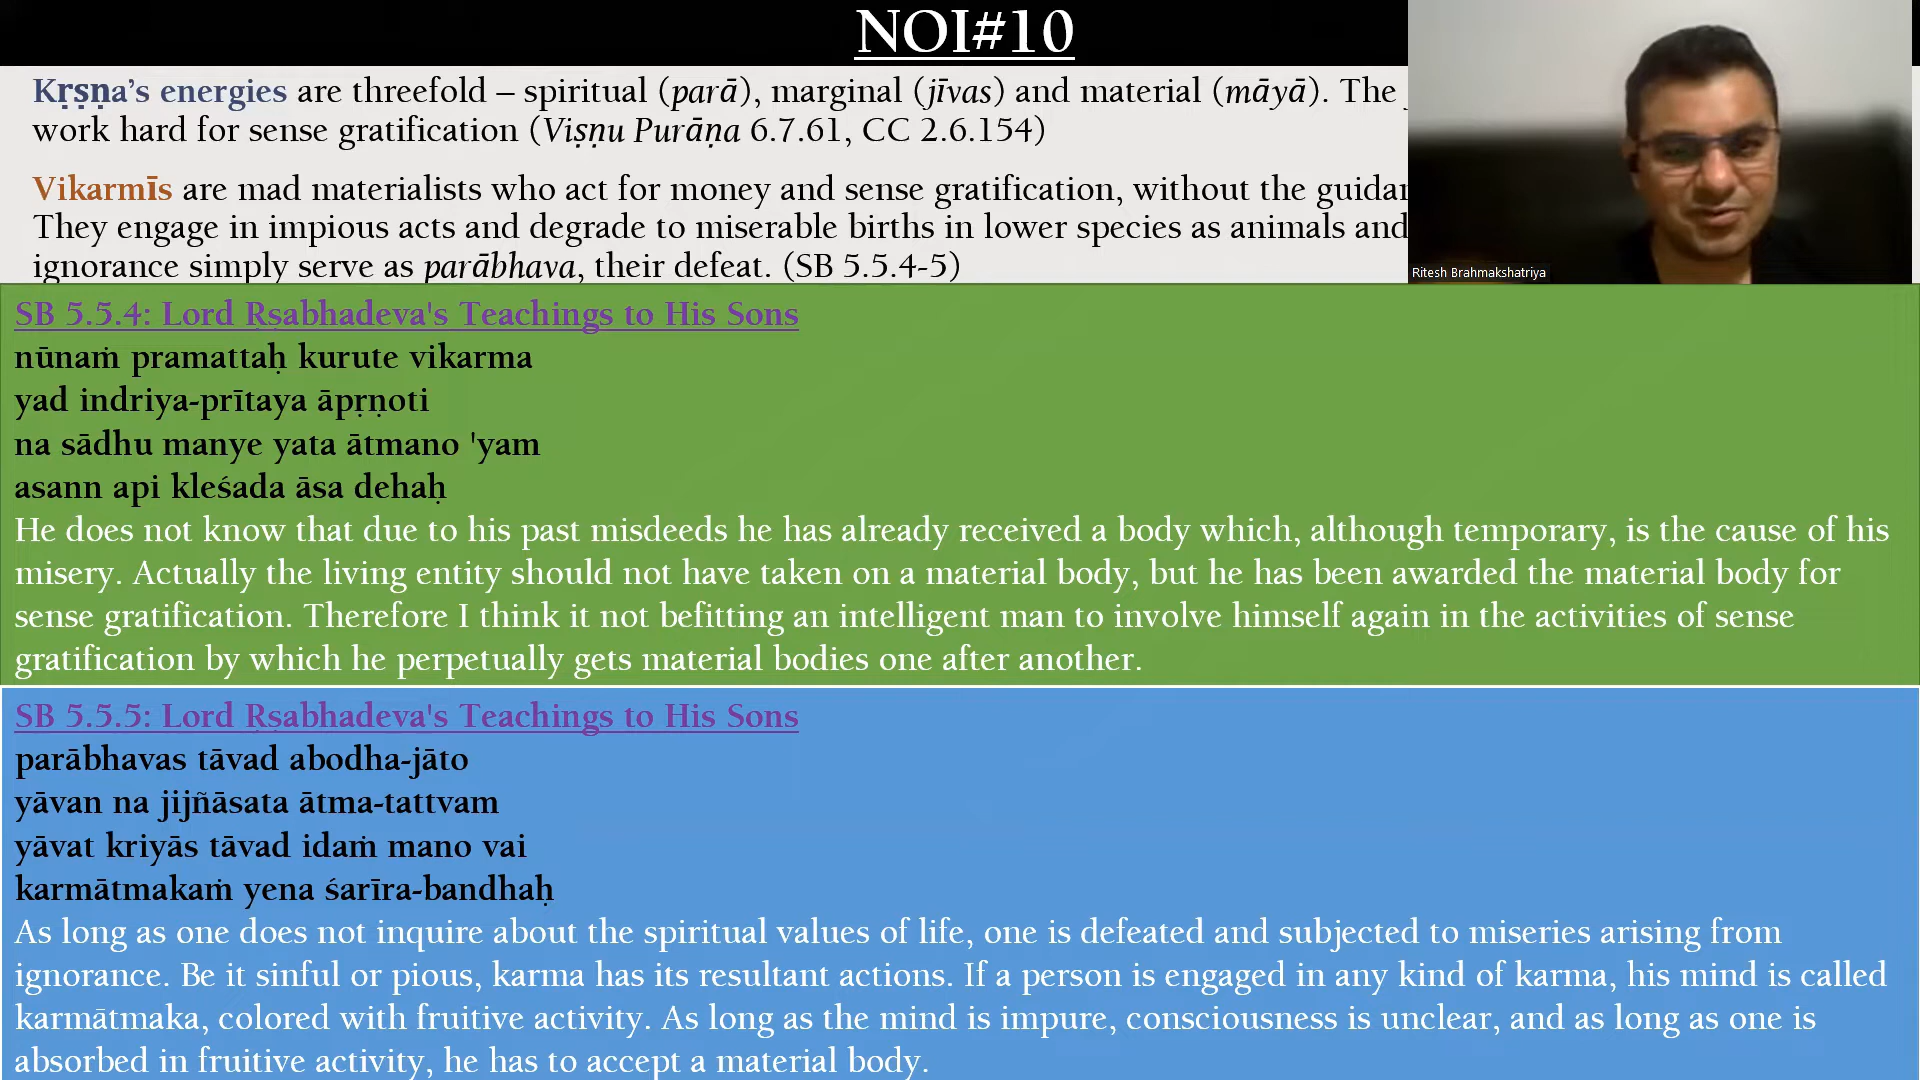 NOI#10
Kṛṣṇa’s energies are threefold – spiritual (parā), marginal (jīvas) and material (māyā). The
work hard for sense gratification (Viṣṇu Purāṇa 6.7.61, CC 2.6.154)
Vikarmīs are mad materialists who act for money and sense gratification, without the
They engage in impious acts and degrade to miserable births in lower species as animals and
ignorance simply serve as parābhava, their defeat. (SB 5.5.4-5)
Ritesh Brahmakshatriya
SB 5.5.4: Lord Ṛṣabhadeva's Teachings to His Sons
nūnaṁ pramattaḥ kurute vikarma
yad indriya-prītaya āpṛṇoti
na sādhu manye yata ātmano 'yam
asann api kleśada āsa dehaḥ
He does not know that due to his past misdeeds he has already received a body which, although temporary, is the cause of his
misery. Actually the living entity should not have taken on a material body, but he has been awarded the material body for
sense gratification. Therefore I think it not befitting an intelligent man to involve himself again in the activities of sense
gratification by which he perpetually gets material bodies one after another.
SB 5.5.5: Lord Ṛṣabhadeva's Teachings to His Sons
parābhavas tāvad abodha-jāto
yāvan na jijñāsata ātma-tattvam
yāvat kriyās tāvad idaṁ mano vai
karmātmakaṁ yena śarīra-bandhaḥ
As long as one does not inquire about the spiritual values of life, one is defeated and subjected to miseries arising from
ignorance. Be it sinful or pious, karma has its resultant actions. If a person is engaged in any kind of karma, his mind is called
karmātmaka, colored with fruitive activity. As long as the mind is impure, consciousness is unclear, and as long as one is
absorbed in fruitive activity, he has to accept a material body.